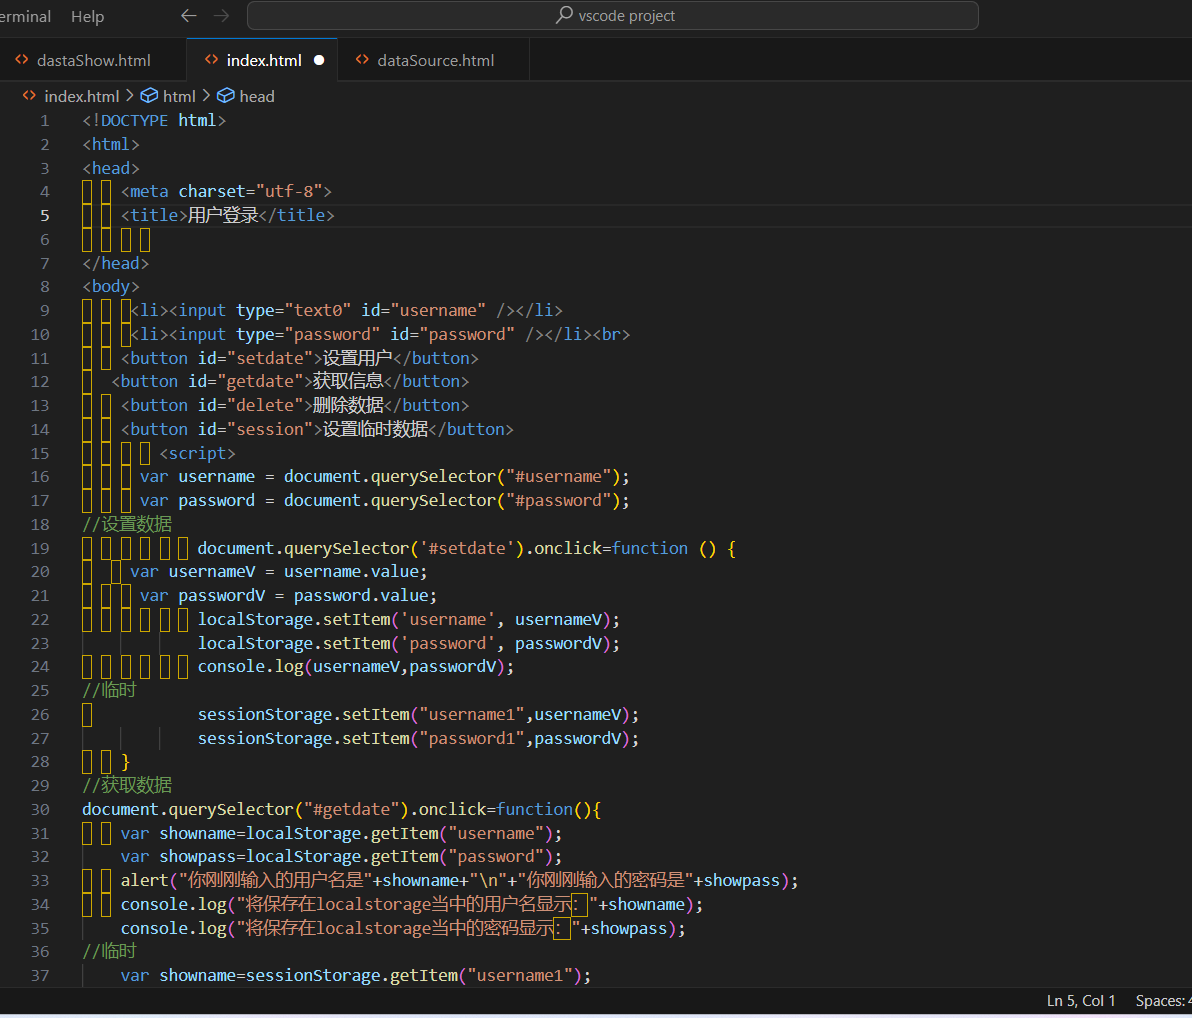 erminal Help vscode project
dastaShow.html index.html dataSource.html
index.html > html > head
1 <!DOCTYPE html>
2 <html>
3 <head>
4 <meta charset="utf-8">
5 <title>用户登录</title>
6
7 </head>
8 <body>
9 <li><input type="text0" id="username" /></li>
10 <li><input type="password" id="password" /></li><br>
11 <button id="setdate">设置用户</button>
12 <button id="getdate">获取信息</button>
13 <button id="delete">删除数据</button>
14 <button id="session">设置临时数据</button>
15 <script>
16 var username = document.querySelector("#username");
17 var password = document.querySelector("#password");
18 //设置数据
19 document.querySelector('#setdate').onclick=function () {
20 var usernameV = username.value;
21 var passwordV = password.value;
22 localStorage.setItem('username', usernameV);
23 localStorage.setItem('password', passwordV);
24 console.log(usernameV,passwordV);
25 //临时
26 sessionStorage.setItem("username1",usernameV);
27 sessionStorage.setItem("password1",passwordV);
28 }
29 //获取数据
30 document.querySelector("#getdate").onclick=function(){
31 var showname=localStorage.getItem("username");
32 var showpass=localStorage.getItem("password");
33 alert("你刚刚输入的用户名是"+showname+"\n"+"你刚刚输入的密码是"+showpass);
34 console.log("将保存在localstorage当中的用户名显示："+showname);
35 console.log("将保存在localstorage当中的密码显示："+showpass);
36 //临时
37 var showname=sessionStorage.getItem("username1");
Ln 5, Col 1 Spaces: 4